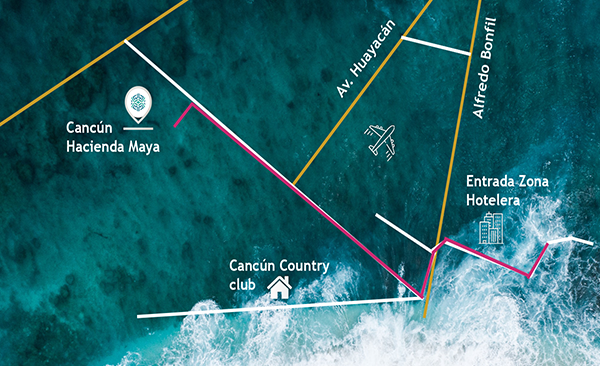 Av. Huayacán
Alfredo Bonfil
Cancún
Hacienda Maya
Entrada Zona
Hotelera
Cancún Country
club